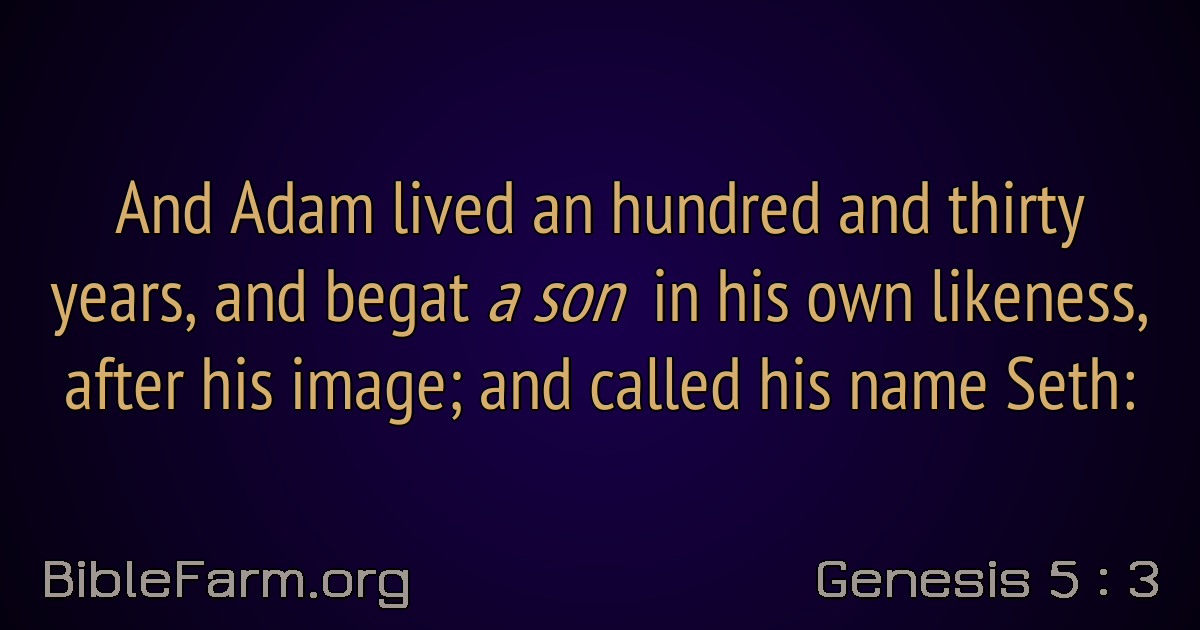 And Adam lived an hundred and thirty
years, and begat a son in his own likeness,
after his image; and called his name Seth:
BibleFarm.org
Genesis 5 : 3